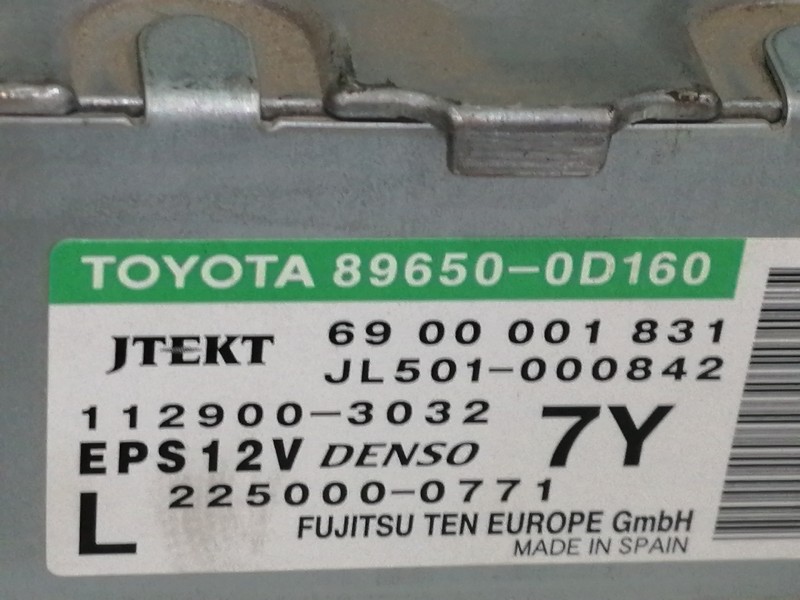 TOYOTA 89650-0D160
JTEKT 69 00 001 831
JL501-000842
112900-3032 7Y
EPS12V DENSO
L 225000-0771
FUJITSU TEN EUROPE GmbH
MADE IN SPAIN